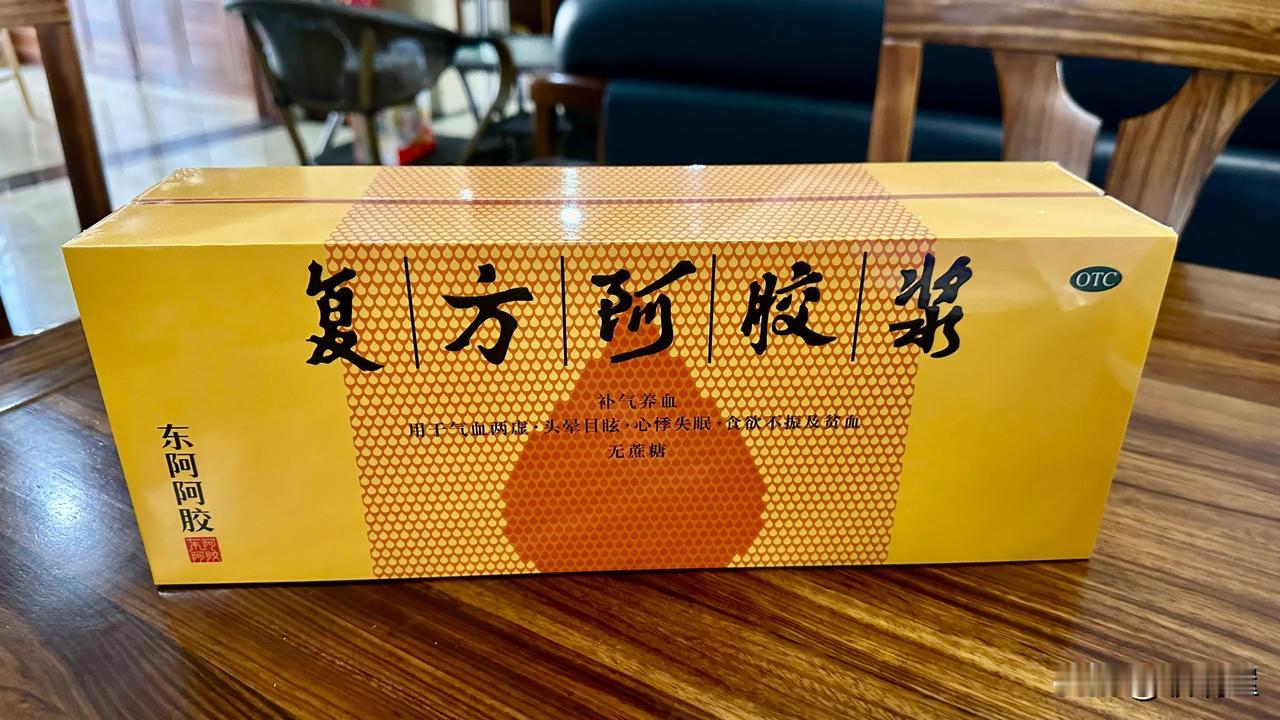 复方阿胶浆
OTC
补气养血
用于气血两虚·头晕目眩·心悸失眠·食欲不振及贫血
无蔗糖
东阿阿胶
东阿阿胶